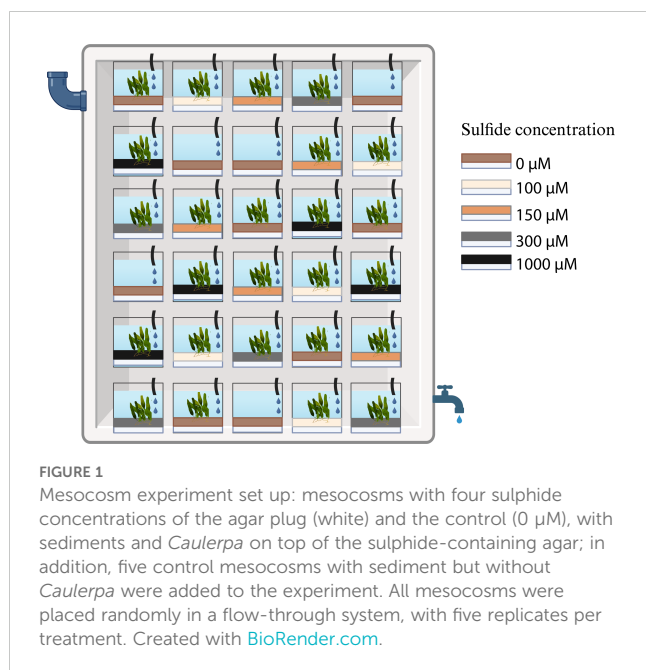 Sulfide concentration
0 µM
100 µM
150 µM
300 µM
1000 µM
FIGURE 1
Mesocosm experiment set up: mesocosms with four sulphide
concentrations of the agar plug (white) and the control (0 µM), with
sediments and Caulerpa on top of the sulphide-containing agar; in
addition, five control mesocosms with sediment but without
Caulerpa were added to the experiment. All mesocosms were
placed randomly in a flow-through system, with five replicates per
treatment. Created with BioRender.com.